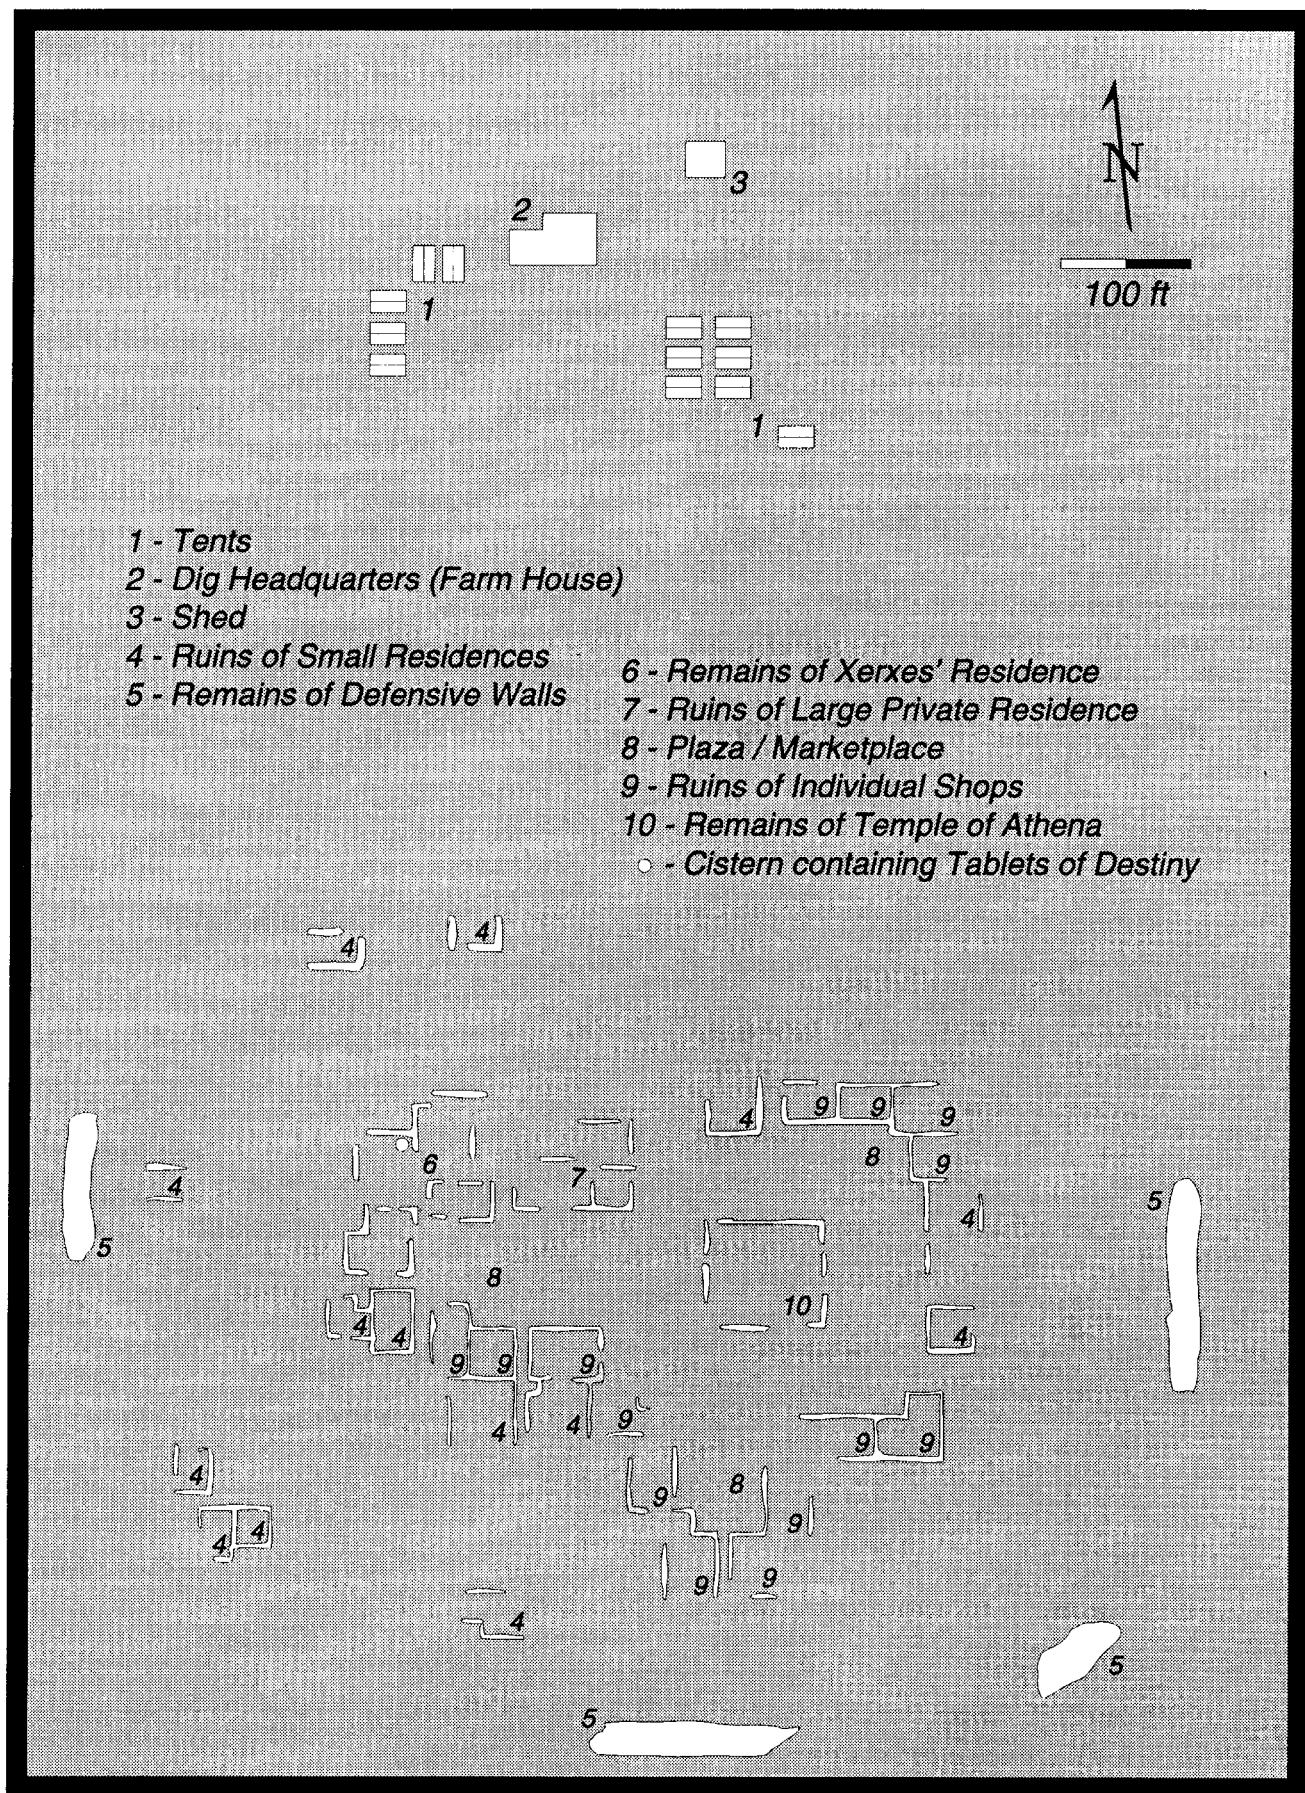 N
3
2
100 ft
1
1
1 - Tents
2 - Dig Headquarters (Farm House)
3 - Shed
4 - Ruins of Small Residences
5 - Remains of Defensive Walls
6 - Remains of Xerxes' Residence
7 - Ruins of Large Private Residence
8 - Plaza / Marketplace
9 - Ruins of Individual Shops
10 - Remains of Temple of Athena
- Cistern containing Tablets of Destiny
4 4
4 9 9 9
6 7 8 9
4 5 4
5
8
10
4 4 4
9 9 9
4 4 9
9 9
4 9 8
9
4 4
9 9
4
5
5